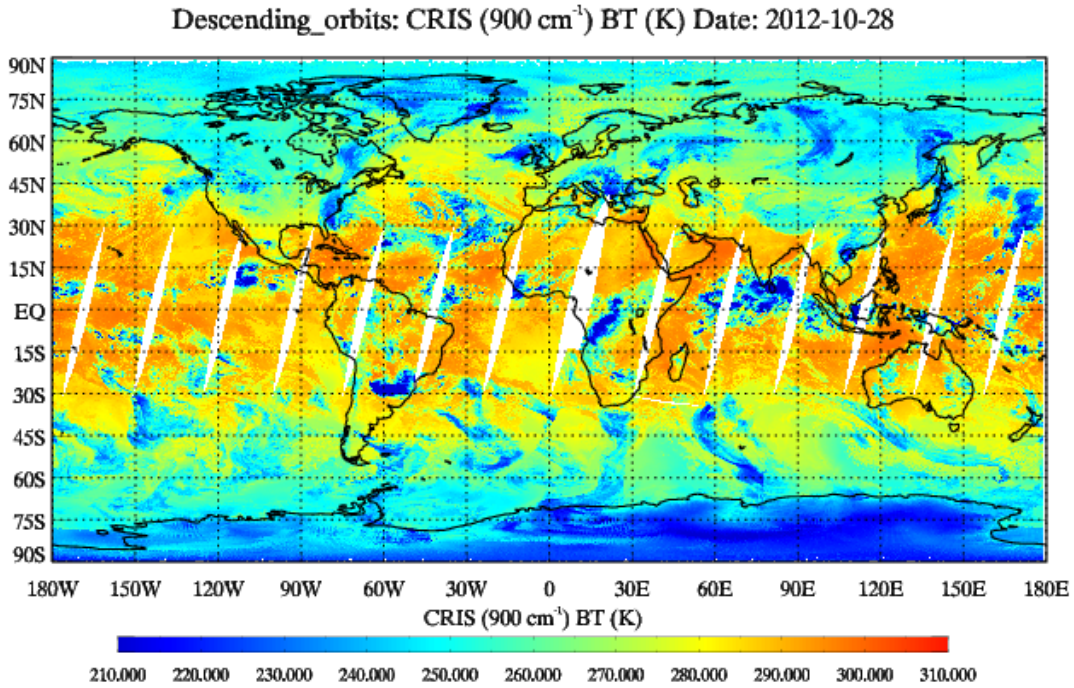 Descending_orbits: CRIS (900 cm⁻¹) BT (K) Date: 2012-10-28
90N
75N
60N
45N
30N
15N
EQ
15S
30S
45S
60S
75S
90S
180W 150W 120W 90W 60W 30W 0 30E 60E 90E 120E 150E 180E
CRIS (900 cm⁻¹) BT (K)
210.000 220.000 230.000 240.000 250.000 260.000 270.000 280.000 290.000 300.000 310.000